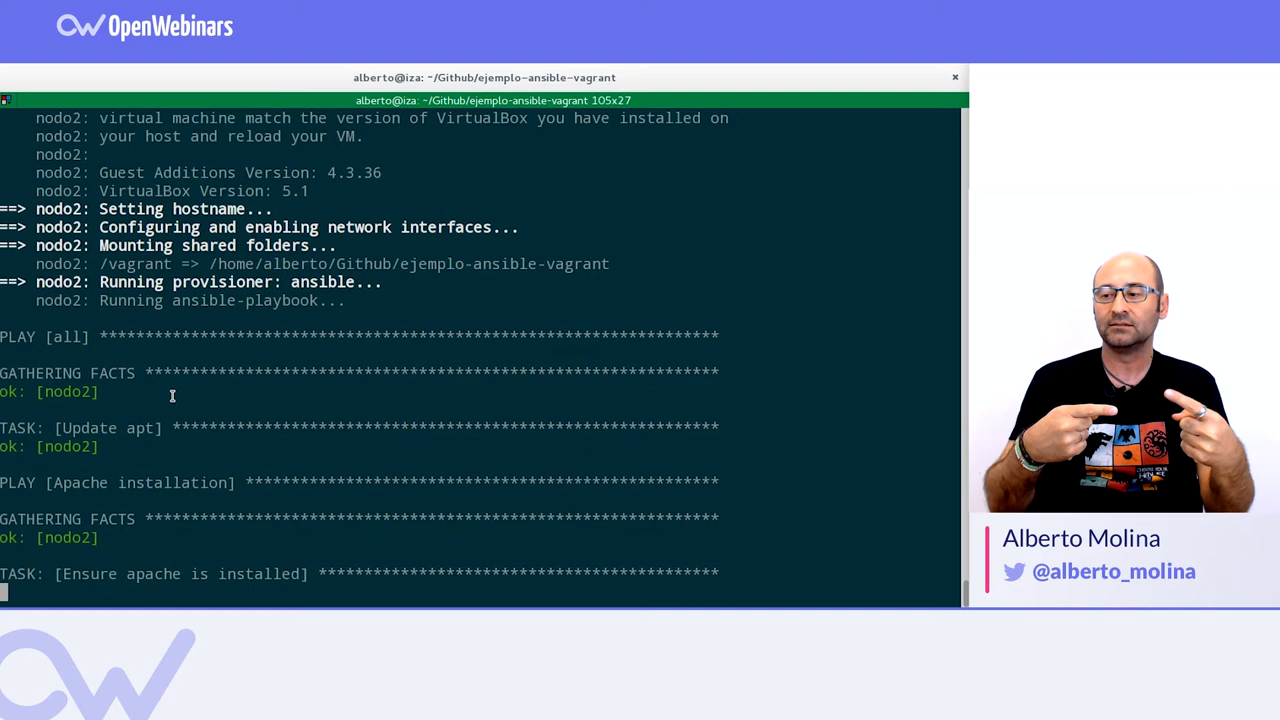 OpenWebinars
alberto@iza: ~/Github/ejemplo-ansible-vagrant
alberto@iza: ~/Github/ejemplo-ansible-vagrant 105x27
nodo2: virtual machine match the version of VirtualBox you have installed on
nodo2: your host and reload your VM.
nodo2:
nodo2: Guest Additions Version: 4.3.36
nodo2: VirtualBox Version: 5.1
==> nodo2: Setting hostname...
==> nodo2: Configuring and enabling network interfaces...
==> nodo2: Mounting shared folders...
nodo2: /vagrant => /home/alberto/Github/ejemplo-ansible-vagrant
==> nodo2: Running provisioner: ansible...
nodo2: Running ansible-playbook...
PLAY [all] ********************************************************************
GATHERING FACTS ***************************************************************
ok: [nodo2]
TASK: [Update apt] ************************************************************
ok: [nodo2]
PLAY [Apache installation] ****************************************************
GATHERING FACTS ***************************************************************
ok: [nodo2]
TASK: [Ensure apache is installed] ********************************************
Alberto Molina
@alberto_molina